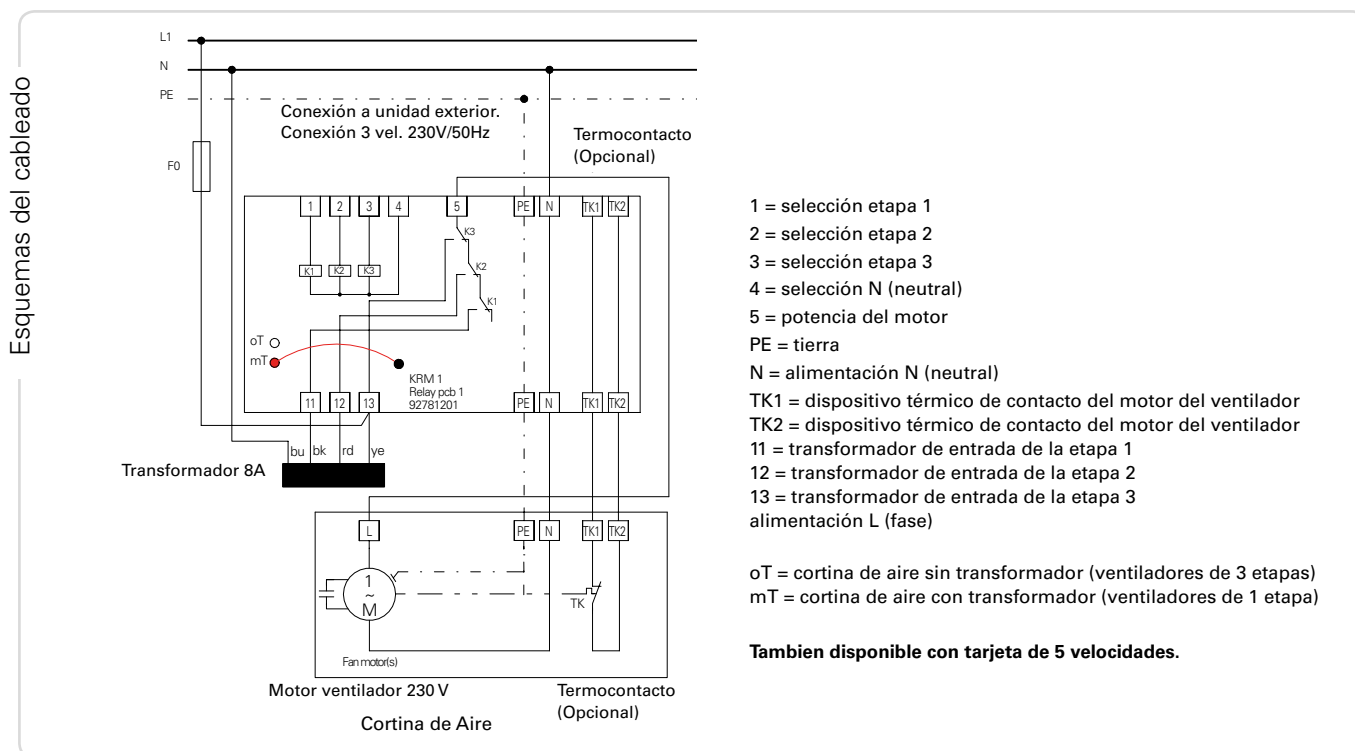 Esquemas del cableado
L1
N
PE
Conexión a unidad exterior.
Conexión 3 vel. 230V/50Hz
Termocontacto
(Opcional)
F0
1 2 3 4 5 PE N TK1 TK2
K3
K1 K2 K3
K2
K1
oT
mT
KRM 1
Relay pcb 1
92781201
11 12 13 PE N TK1 TK2
bu bk rd ye
Transformador 8A
L PE N TK1 TK2
1
~
M
TK
Fan motor(s)
Motor ventilador 230 V
Termocontacto
(Opcional)
Cortina de Aire
1 = selección etapa 1
2 = selección etapa 2
3 = selección etapa 3
4 = selección N (neutral)
5 = potencia del motor
PE = tierra
N = alimentación N (neutral)
TK1 = dispositivo térmico de contacto del motor del ventilador
TK2 = dispositivo térmico de contacto del motor del ventilador
11 = transformador de entrada de la etapa 1
12 = transformador de entrada de la etapa 2
13 = transformador de entrada de la etapa 3
alimentación L (fase)
oT = cortina de aire sin transformador (ventiladores de 3 etapas)
mT = cortina de aire con transformador (ventiladores de 1 etapa)
Tambien disponible con tarjeta de 5 velocidades.